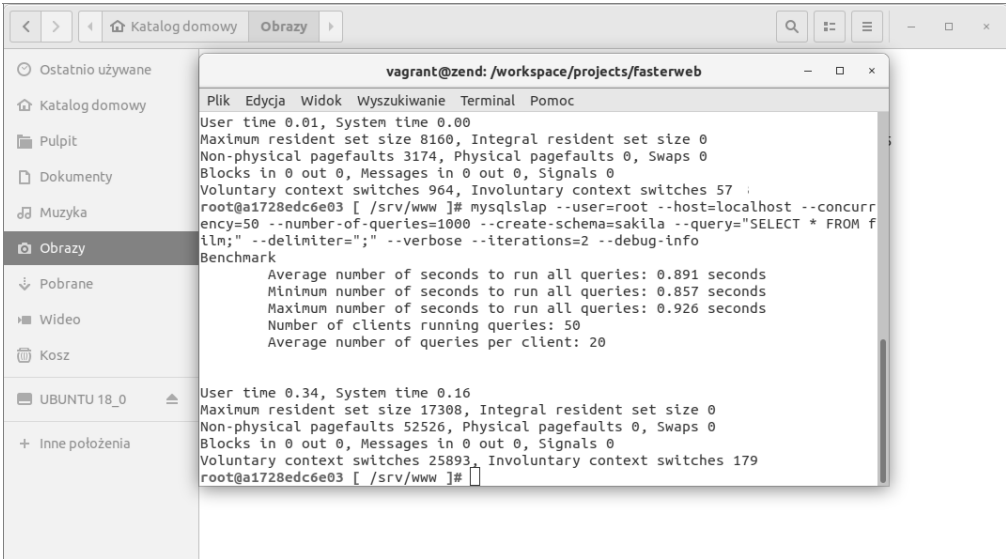 Katalog domowy
Obrazy
Ostatnio używane
Katalog domowy
Pulpit
Dokumenty
Muzyka
Obrazy
Pobrane
Wideo
Kosz
UBUNTU 18_0
+ Inne położenia
vagrant@zend: /workspace/projects/fasterweb
Plik Edycja Widok Wyszukiwanie Terminal Pomoc
User time 0.01, System time 0.00
Maximum resident set size 8160, Integral resident set size 0
Non-physical pagefaults 3174, Physical pagefaults 0, Swaps 0
Blocks in 0 out 0, Messages in 0 out 0, Signals 0
Voluntary context switches 964, Involuntary context switches 57
root@a1728edc6e03 [ /srv/www ]# mysqlslap --user=root --host=localhost --concurr
ency=50 --number-of-queries=1000 --create-schema=sakila --query="SELECT * FROM f
ilm;" --delimiter=";" --verbose --iterations=2 --debug-info
Benchmark
Average number of seconds to run all queries: 0.891 seconds
Minimum number of seconds to run all queries: 0.857 seconds
Maximum number of seconds to run all queries: 0.926 seconds
Number of clients running queries: 50
Average number of queries per client: 20
User time 0.34, System time 0.16
Maximum resident set size 17308, Integral resident set size 0
Non-physical pagefaults 52526, Physical pagefaults 0, Swaps 0
Blocks in 0 out 0, Messages in 0 out 0, Signals 0
Voluntary context switches 25893, Involuntary context switches 179
root@a1728edc6e03 [ /srv/www ]#